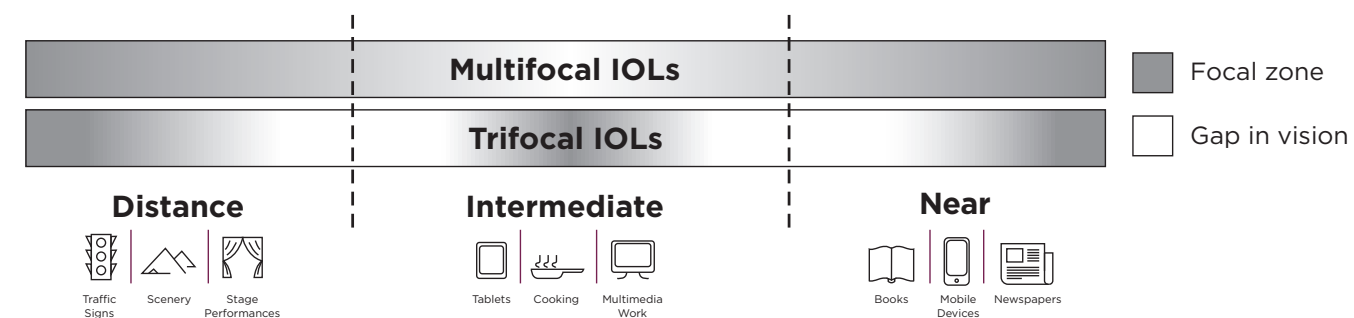 Multifocal IOLs
Focal zone
Trifocal IOLs
Gap in vision
Distance
Intermediate
Near
Traffic
Signs
Scenery
Stage
Performances
Tablets
Cooking
Multimedia
Work
Books
Mobile
Devices
Newspapers